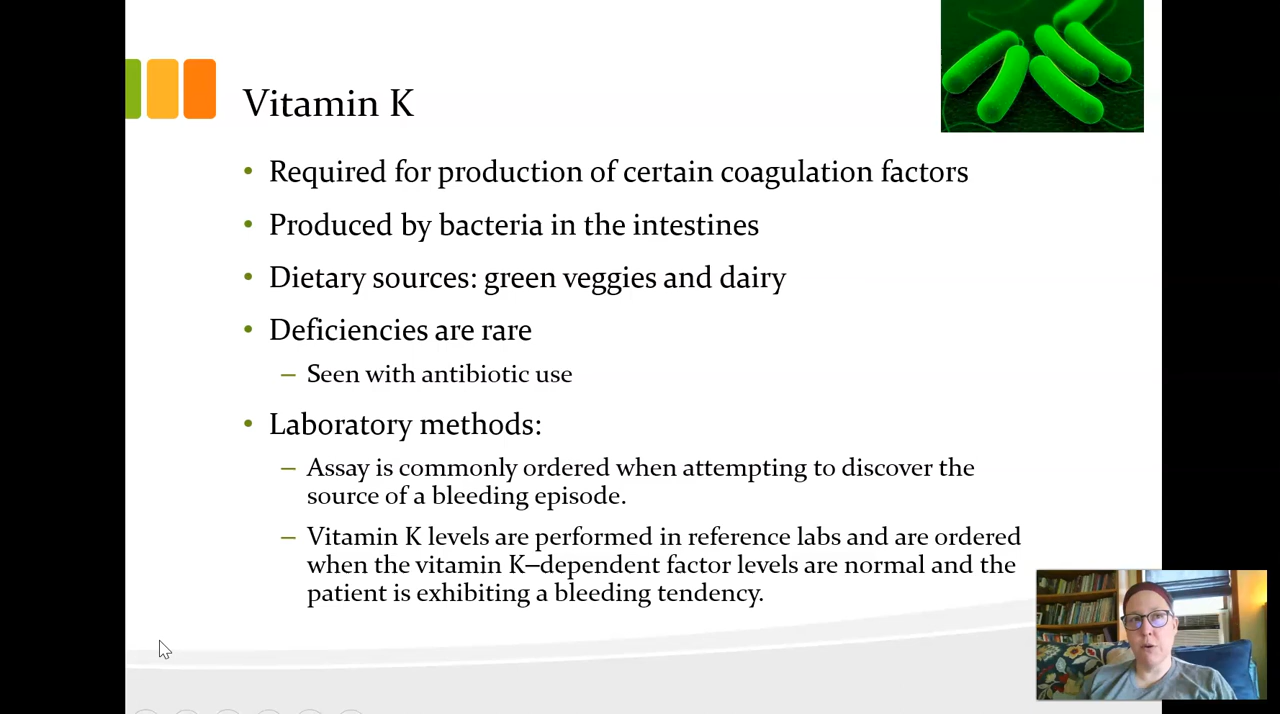 Vitamin K
• Required for production of certain coagulation factors
• Produced by bacteria in the intestines
• Dietary sources: green veggies and dairy
• Deficiencies are rare
– Seen with antibiotic use
• Laboratory methods:
– Assay is commonly ordered when attempting to discover the
source of a bleeding episode.
– Vitamin K levels are performed in reference labs and are ordered
when the vitamin K–dependent factor levels are normal and the
patient is exhibiting a bleeding tendency.